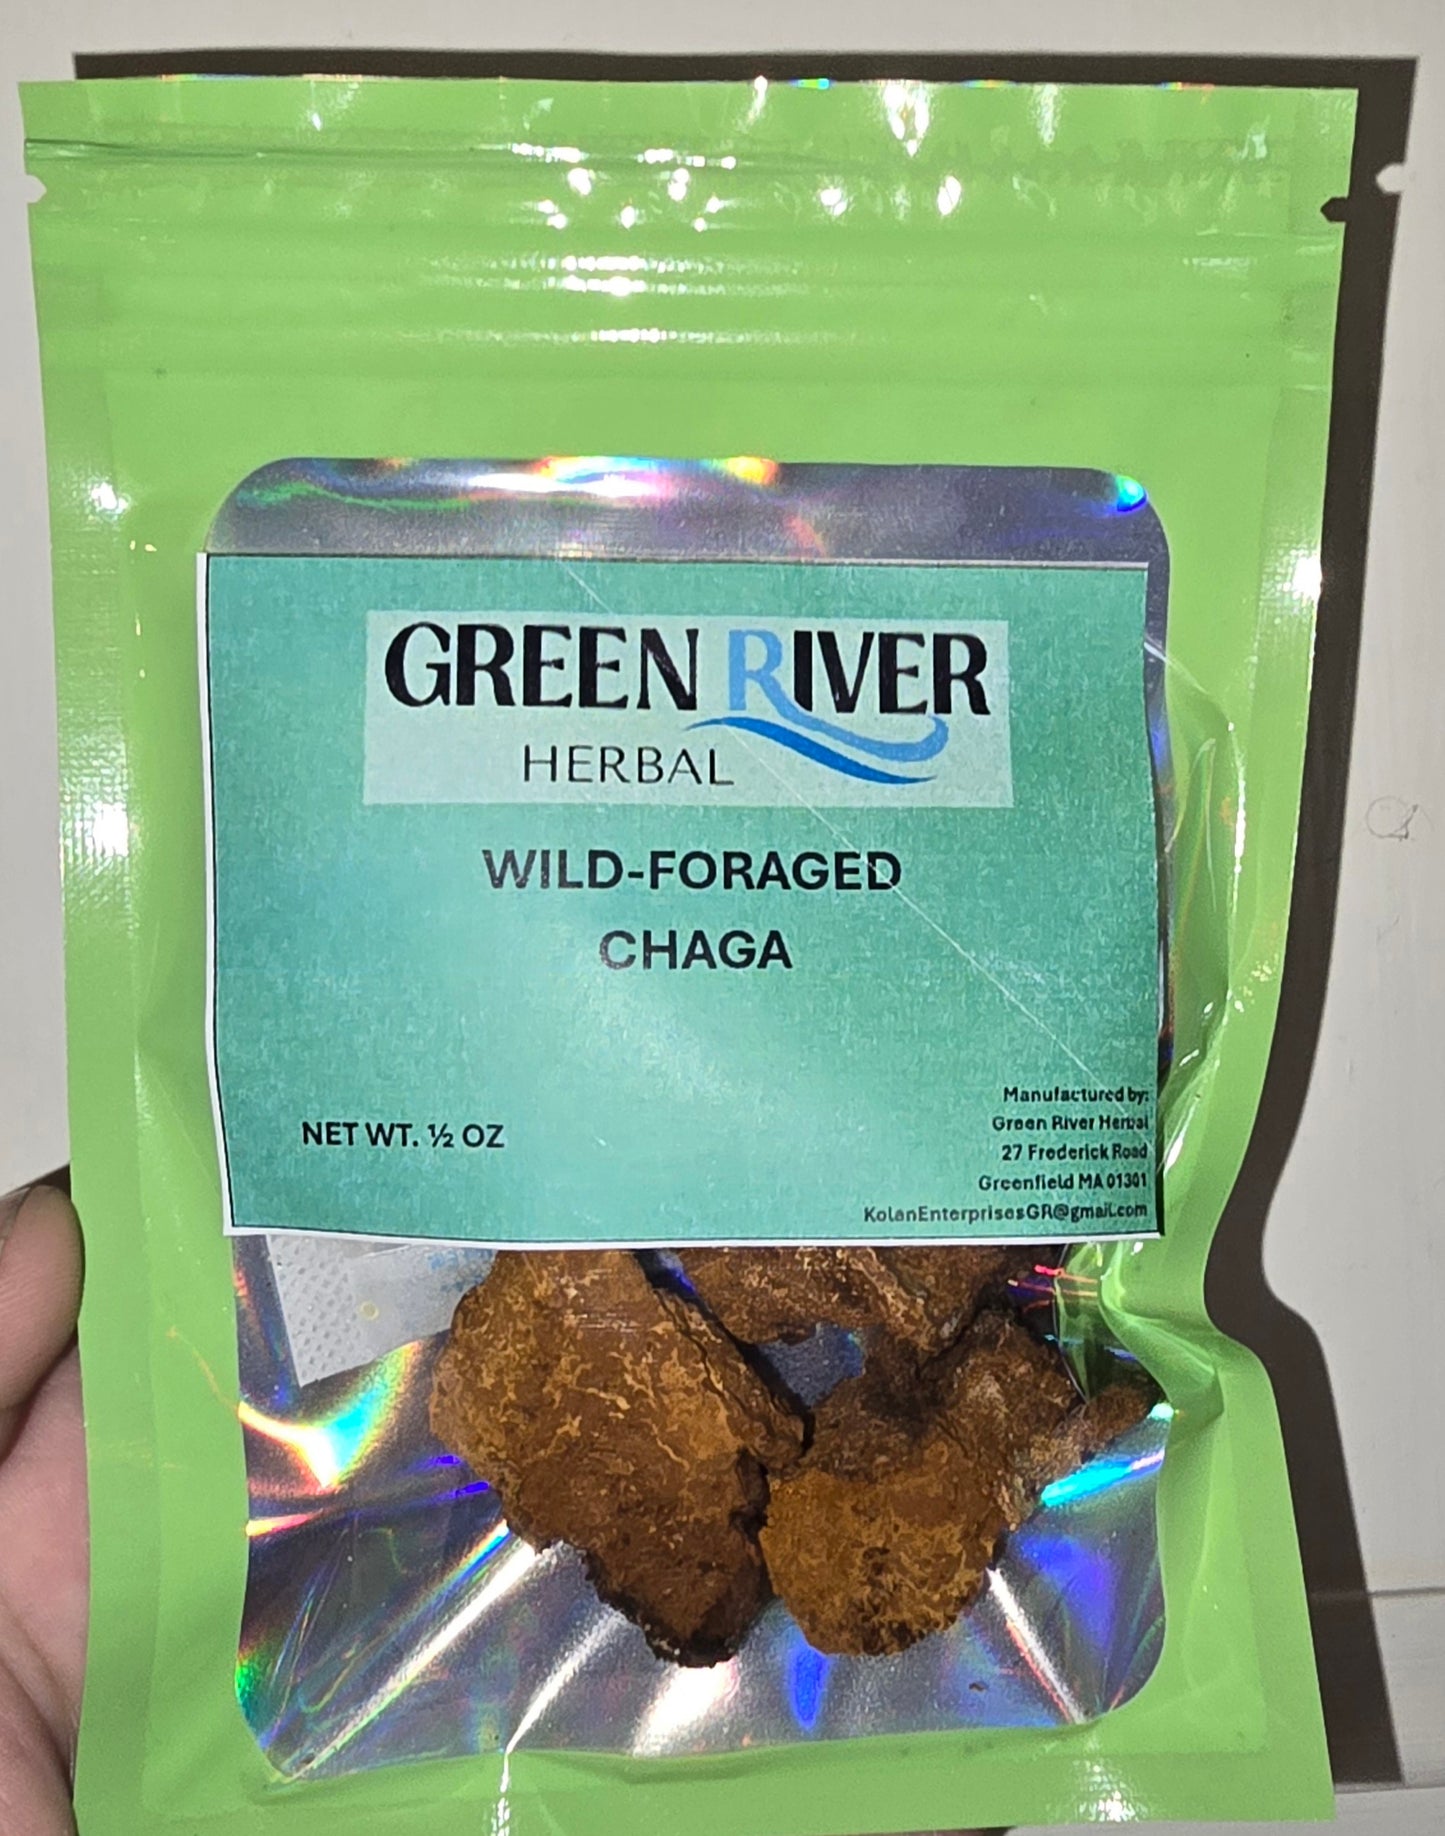 GREEN RIVER
HERBAL
WILD-FORAGED
CHAGA
NET WT. ½ OZ
Manufactured by:
Green River Herbal
27 Frederick Road
Greenfield MA 01301
KolanEnterprisesGR@gmail.com